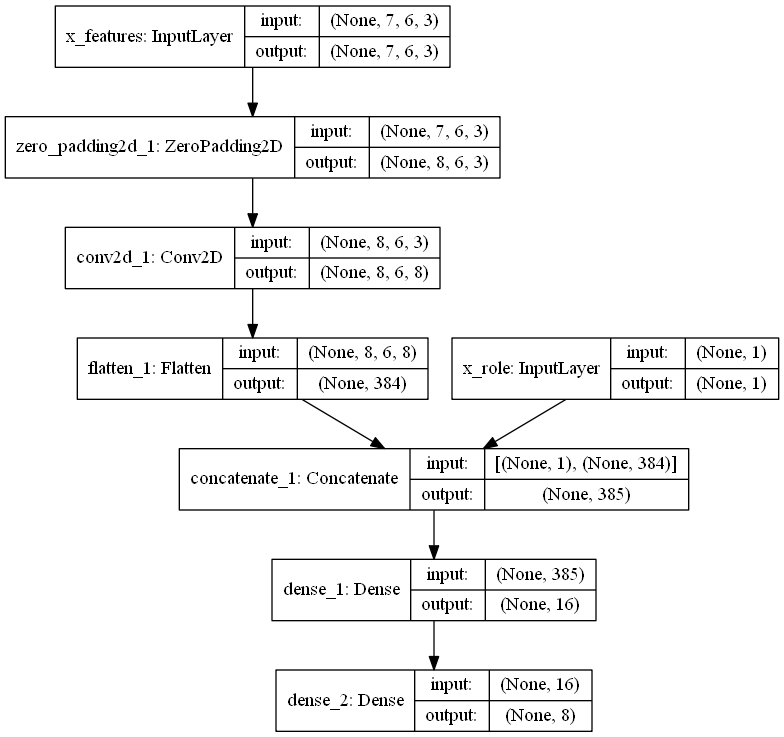 x_features: InputLayer
input:
(None, 7, 6, 3)
output:
(None, 7, 6, 3)
zero_padding2d_1: ZeroPadding2D
input:
(None, 7, 6, 3)
output:
(None, 8, 6, 3)
conv2d_1: Conv2D
input:
(None, 8, 6, 3)
output:
(None, 8, 6, 8)
flatten_1: Flatten
input:
(None, 8, 6, 8)
output:
(None, 384)
x_role: InputLayer
input:
(None, 1)
output:
(None, 1)
concatenate_1: Concatenate
input:
[(None, 1), (None, 384)]
output:
(None, 385)
dense_1: Dense
input:
(None, 385)
output:
(None, 16)
dense_2: Dense
input:
(None, 16)
output:
(None, 8)